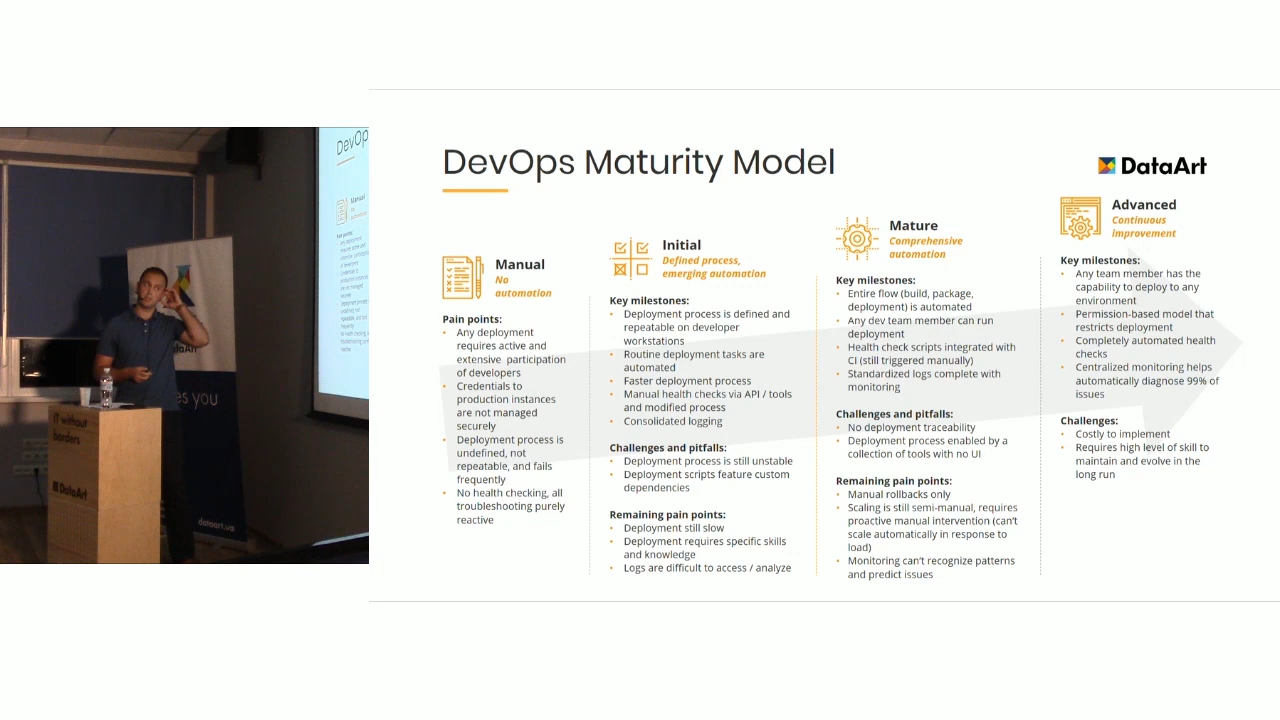 DevOps Maturity Model
DataArt
Manual
No
automation
Pain points:
• Any deployment
requires active and
extensive participation
of developers
• Credentials to
production instances
are not managed
securely
• Deployment process is
undefined, not
repeatable, and fails
frequently
• No health checking, all
troubleshooting purely
reactive
Initial
Defined process,
emerging automation
Key milestones:
• Deployment process is defined and
repeatable on developer
workstations
• Routine deployment tasks are
automated
• Faster deployment process
• Manual health checks via API / tools
and modified process
• Consolidated logging
Challenges and pitfalls:
• Deployment process is still unstable
• Deployment scripts feature custom
dependencies
Remaining pain points:
• Deployment still slow
• Deployment requires specific skills
and knowledge
• Logs are difficult to access / analyze
Mature
Comprehensive
automation
Key milestones:
• Entire flow (build, package,
deployment) is automated
• Any dev team member can run
deployment
• Health check scripts integrated with
CI (still triggered manually)
• Standardized logs complete with
monitoring
Challenges and pitfalls:
• No deployment traceability
• Deployment process enabled by a
collection of tools with no UI
Remaining pain points:
• Manual rollbacks only
• Scaling is still semi-manual, requires
proactive manual intervention (can't
scale automatically in response to
load)
• Monitoring can't recognize patterns
and predict issues
Advanced
Continuous
improvement
Key milestones:
• Any team member has the
capability to deploy to any
environment
• Permission-based model that
restricts deployment
• Completely automated health
checks
• Centralized monitoring helps
automatically diagnose 99% of
issues
Challenges:
• Costly to implement
• Requires high level of skill to
maintain and evolve in the
long run
DevOp
Manual
IT without
borders
DataArt
es you
dataart.ua